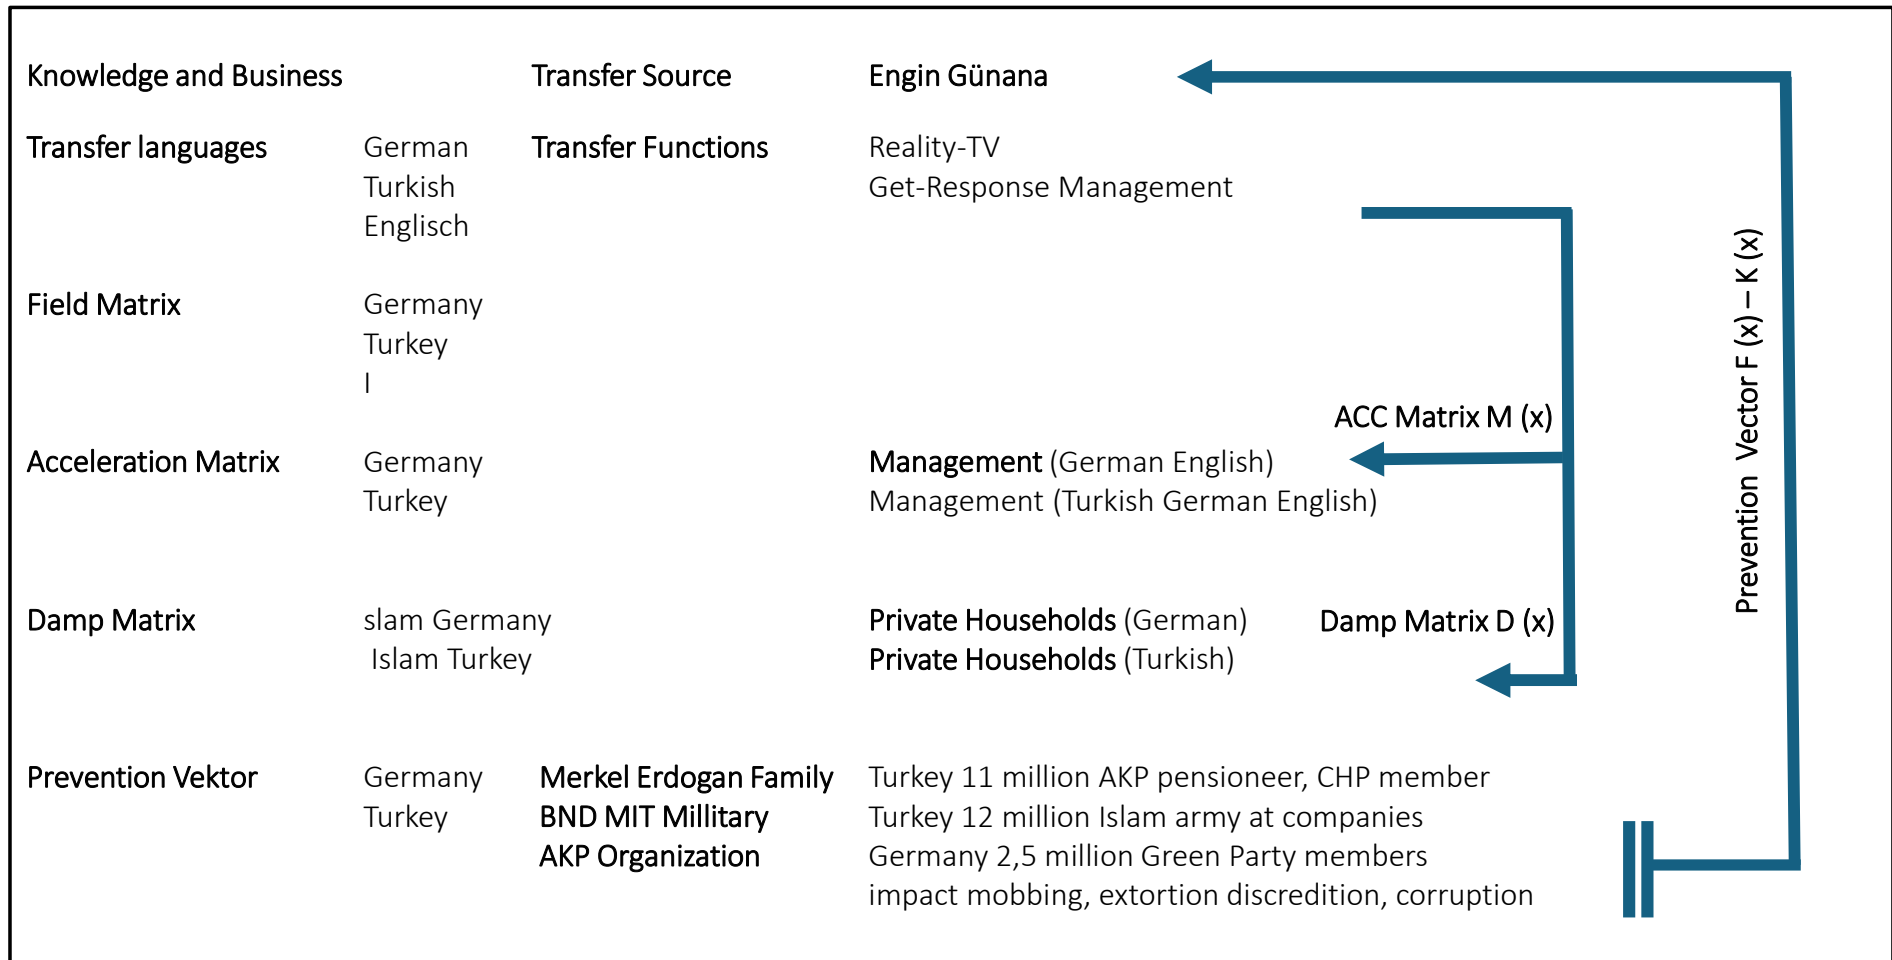 Knowledge and Business Transfer Source Engin Günana
Transfer languages German Transfer Functions Reality-TV
Turkish Get-Response Management
Englisch
Field Matrix Germany
Turkey
I
ACC Matrix M (x)
Acceleration Matrix Germany Management (German English)
Turkey Management (Turkish German English)
Damp Matrix slam Germany Private Households (German) Damp Matrix D (x)
Islam Turkey Private Households (Turkish)
Prevention Vektor Germany Merkel Erdogan Family Turkey 11 million AKP pensioneer, CHP member
Turkey BND MIT Millitary Turkey 12 million Islam army at companies
AKP Organization Germany 2,5 million Green Party members
impact mobbing, extortion discredition, corruption
Prevention Vector F (x) – K (x)